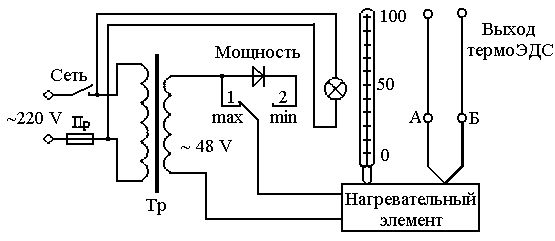 100
Выход
термоЭДС
Мощность
Сеть
50
1
2
max
min
А
Б
~220 V
Пр
~ 48 V
0
Тр
Нагревательный
элемент